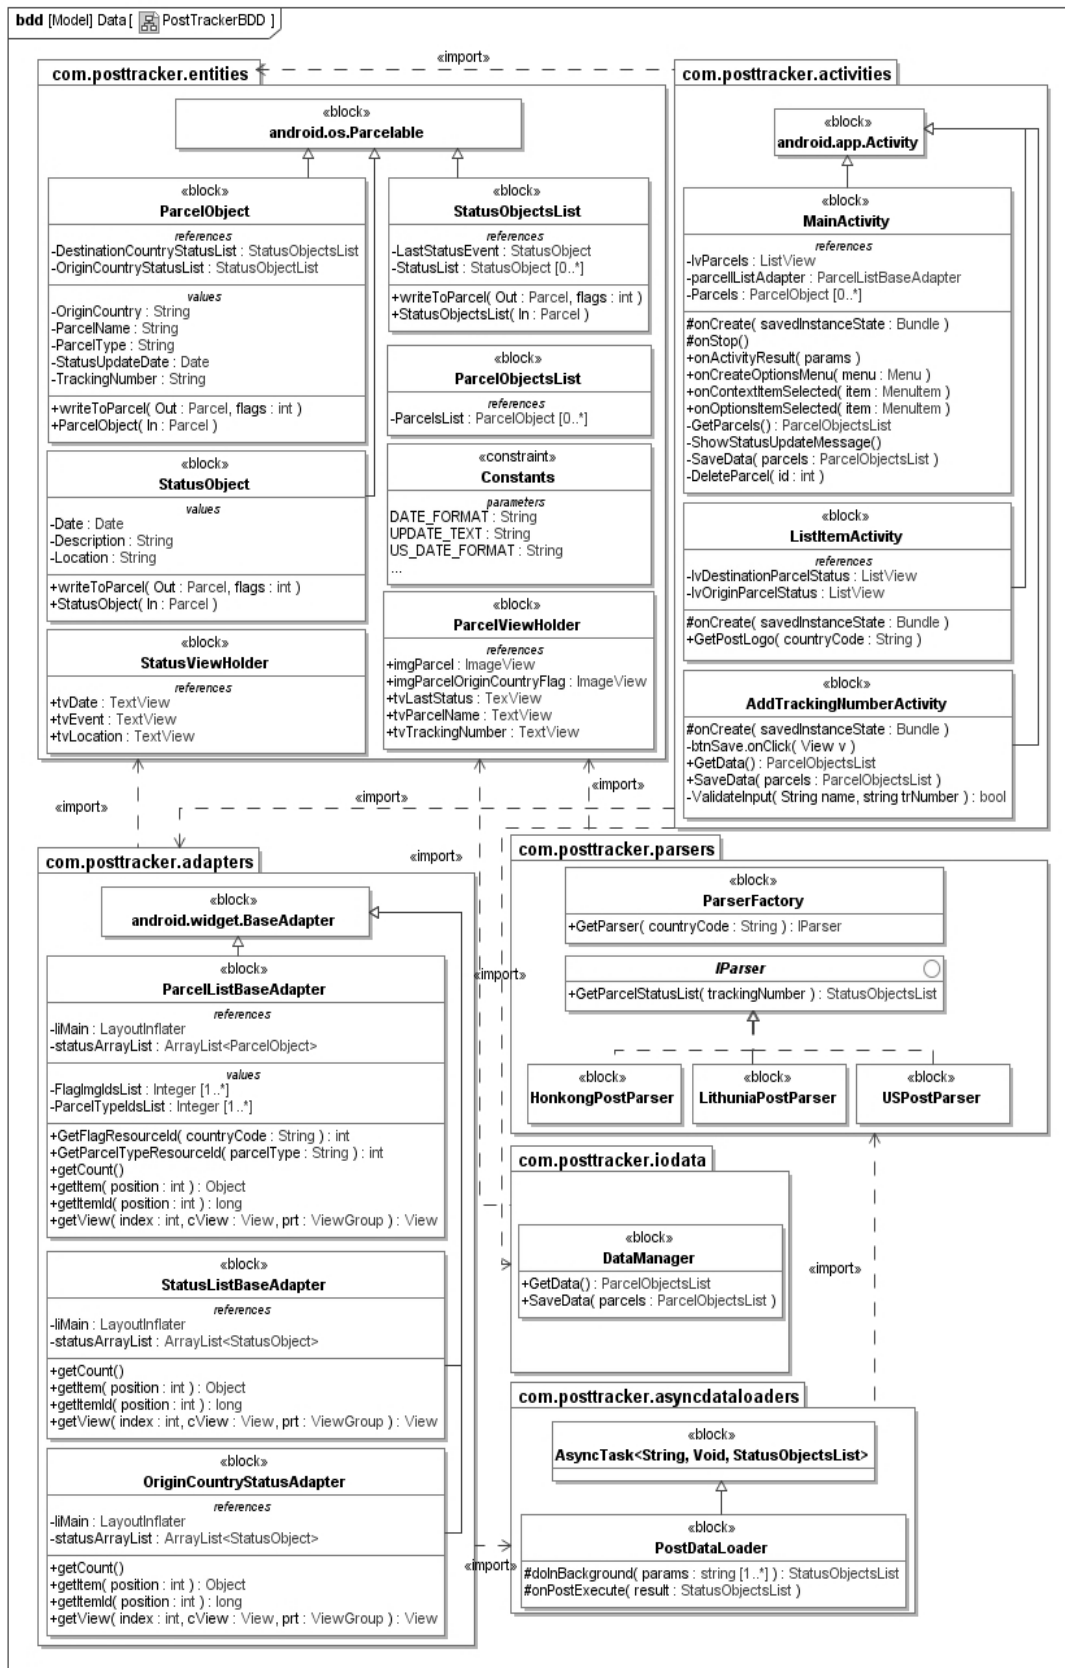 bdd [Model] Data [ PostTrackerBDD ]
«import»
com.posttracker.entities
«block»
android.os.Parcelable
«block»
ParcelObject
references
-DestinationCountryStatusList : StatusObjectsList
-OriginCountryStatusList : StatusObjectList
values
-OriginCountry : String
-ParcelName : String
-ParcelType : String
-StatusUpdateDate : Date
-TrackingNumber : String
+writeToParcel( Out : Parcel, flags : int )
+ParcelObject( In : Parcel )
«block»
StatusObjectsList
references
-LastStatusEvent : StatusObject
-StatusList : StatusObject [0..*]
+writeToParcel( Out : Parcel, flags : int )
+StatusObjectsList( In : Parcel )
«block»
ParcelObjectsList
references
-ParcelsList : ParcelObject [0..*]
«block»
StatusObject
values
-Date : Date
-Description : String
-Location : String
+writeToParcel( Out : Parcel, flags : int )
+StatusObject( In : Parcel )
«constraint»
Constants
parameters
DATE_FORMAT : String
UPDATE_TEXT : String
US_DATE_FORMAT : String
...
«block»
StatusViewHolder
references
+tvDate : TextView
+tvEvent : TextView
+tvLocation : TextView
«block»
ParcelViewHolder
references
+imgParcel : ImageView
+imgParcelOriginCountryFlag : ImageView
+tvLastStatus : TexView
+tvParcelName : TextView
+tvTrackingNumber : TextView
com.posttracker.activities
«block»
android.app.Activity
«block»
MainActivity
references
-lvParcels : ListView
-parcellListAdapter : ParcelListBaseAdapter
-Parcels : ParcelObject [0..*]
#onCreate( savedInstanceState : Bundle )
#onStop()
+onActivityResult( params )
+onCreateOptionsMenu( menu : Menu )
+onContextItemSelected( item : MenuItem )
+onOptionsItemSelected( item : MenuItem )
-GetParcels() : ParcelObjectsList
-ShowStatusUpdateMessage()
-SaveData( parcels : ParcelObjectsList )
-DeleteParcel( id : int )
«block»
ListItemActivity
references
-lvDestinationParcelStatus : ListView
-lvOriginParcelStatus : ListView
#onCreate( savedInstanceState : Bundle )
+GetPostLogo( countryCode : String )
«block»
AddTrackingNumberActivity
#onCreate( savedInstanceState : Bundle )
-btnSave.onClick( View v )
+GetData() : ParcelObjectsList
+SaveData( parcels : ParcelObjectsList )
-ValidateInput( String name, string trNumber ) : bool
«import»
«import»
«import»
«import»
com.posttracker.adapters
«block»
android.widget.BaseAdapter
«block»
ParcelListBaseAdapter
references
-liMain : LayoutInflater
-statusArrayList : ArrayList<ParcelObject>
values
-FlagImgIdsList : Integer [1..*]
-ParcelTypeIdsList : Integer [1..*]
+GetFlagResourceId( countryCode : String ) : int
+GetParcelTypeResourceId( parcelType : String ) : int
+getCount()
+getItem( position : int ) : Object
+getItemId( position : int ) : long
+getView( index : int, cView : View, prt : ViewGroup ) : View
«block»
StatusListBaseAdapter
references
-liMain : LayoutInflater
-statusArrayList : ArrayList<StatusObject>
+getCount()
+getItem( position : int ) : Object
+getItemId( position : int ) : long
+getView( index : int, cView : View, prt : ViewGroup ) : View
«block»
OriginCountryStatusAdapter
references
-liMain : LayoutInflater
-statusArrayList : ArrayList<StatusObject>
+getCount()
+getItem( position : int ) : Object
+getItemId( position : int ) : long
+getView( index : int, cView : View, prt : ViewGroup ) : View
«import»
com.posttracker.parsers
«block»
ParserFactory
+GetParser( countryCode : String ) : IParser
IParser
+GetParcelStatusList( trackingNumber ) : StatusObjectsList
«import»
«block»
HonkongPostParser
«block»
LithuniaPostParser
«block»
USPostParser
com.posttracker.iodata
«block»
DataManager
+GetData() : ParcelObjectsList
+SaveData( parcels : ParcelObjectsList )
«import»
com.posttracker.asyncdataloaders
«block»
AsyncTask<String, Void, StatusObjectsList>
«block»
PostDataLoader
#doInBackground( params : string [1..*] ) : StatusObjectsList
#onPostExecute( result : StatusObjectsList )